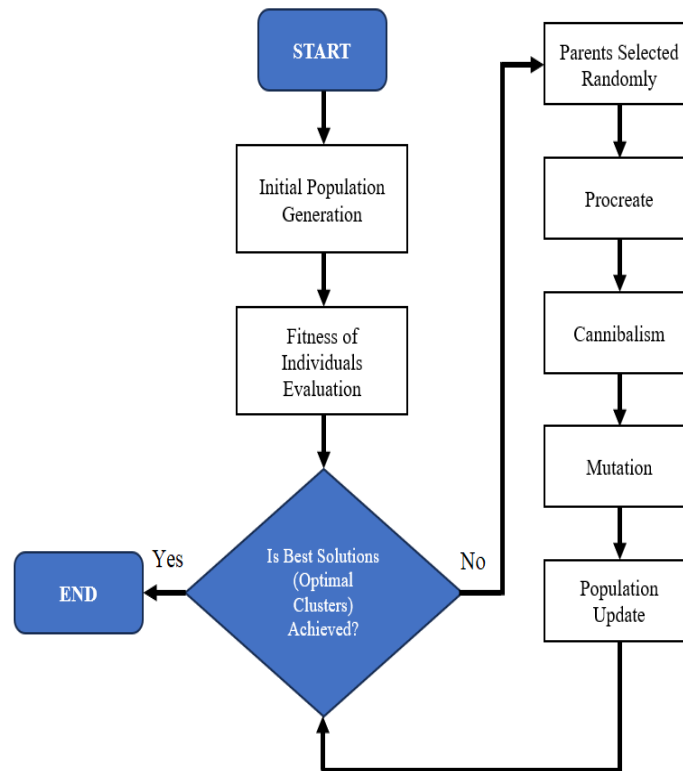 START
Initial Population
Generation
Fitness of
Individuals
Evaluation
Is Best Solutions
(Optimal
Clusters)
Achieved?
Yes
END
No
Parents Selected
Randomly
Procreate
Cannibalism
Mutation
Population
Update